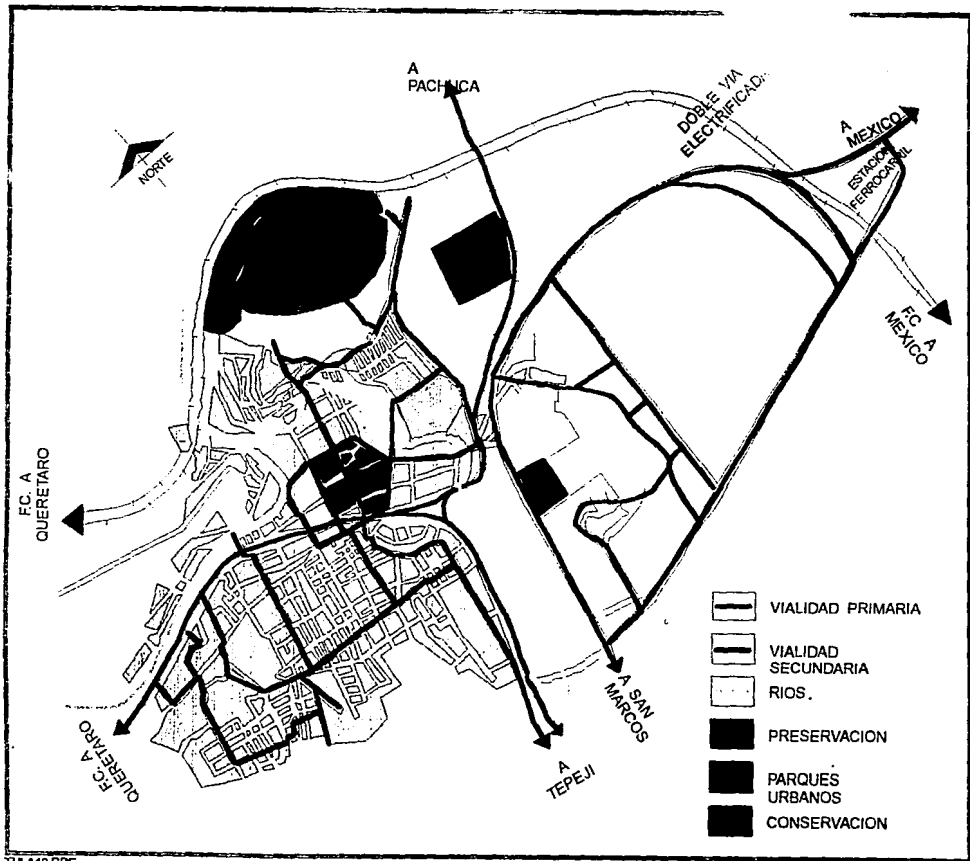 A
PACHUCA
DOBLE VIA
ELECTRIFICADA
A
MEXICO
ESTACION
FERROCARRIL
NORTE
F.C. A
MEXICO
F.C. A
QUERETARO
VIALIDAD PRIMARIA
VIALIDAD
SECUNDARIA
RIOS.
PRESERVACION
PARQUES
URBANOS
CONSERVACION
A SAN
MARCOS
A
TEPEJI
F.C. A
QUERETARO